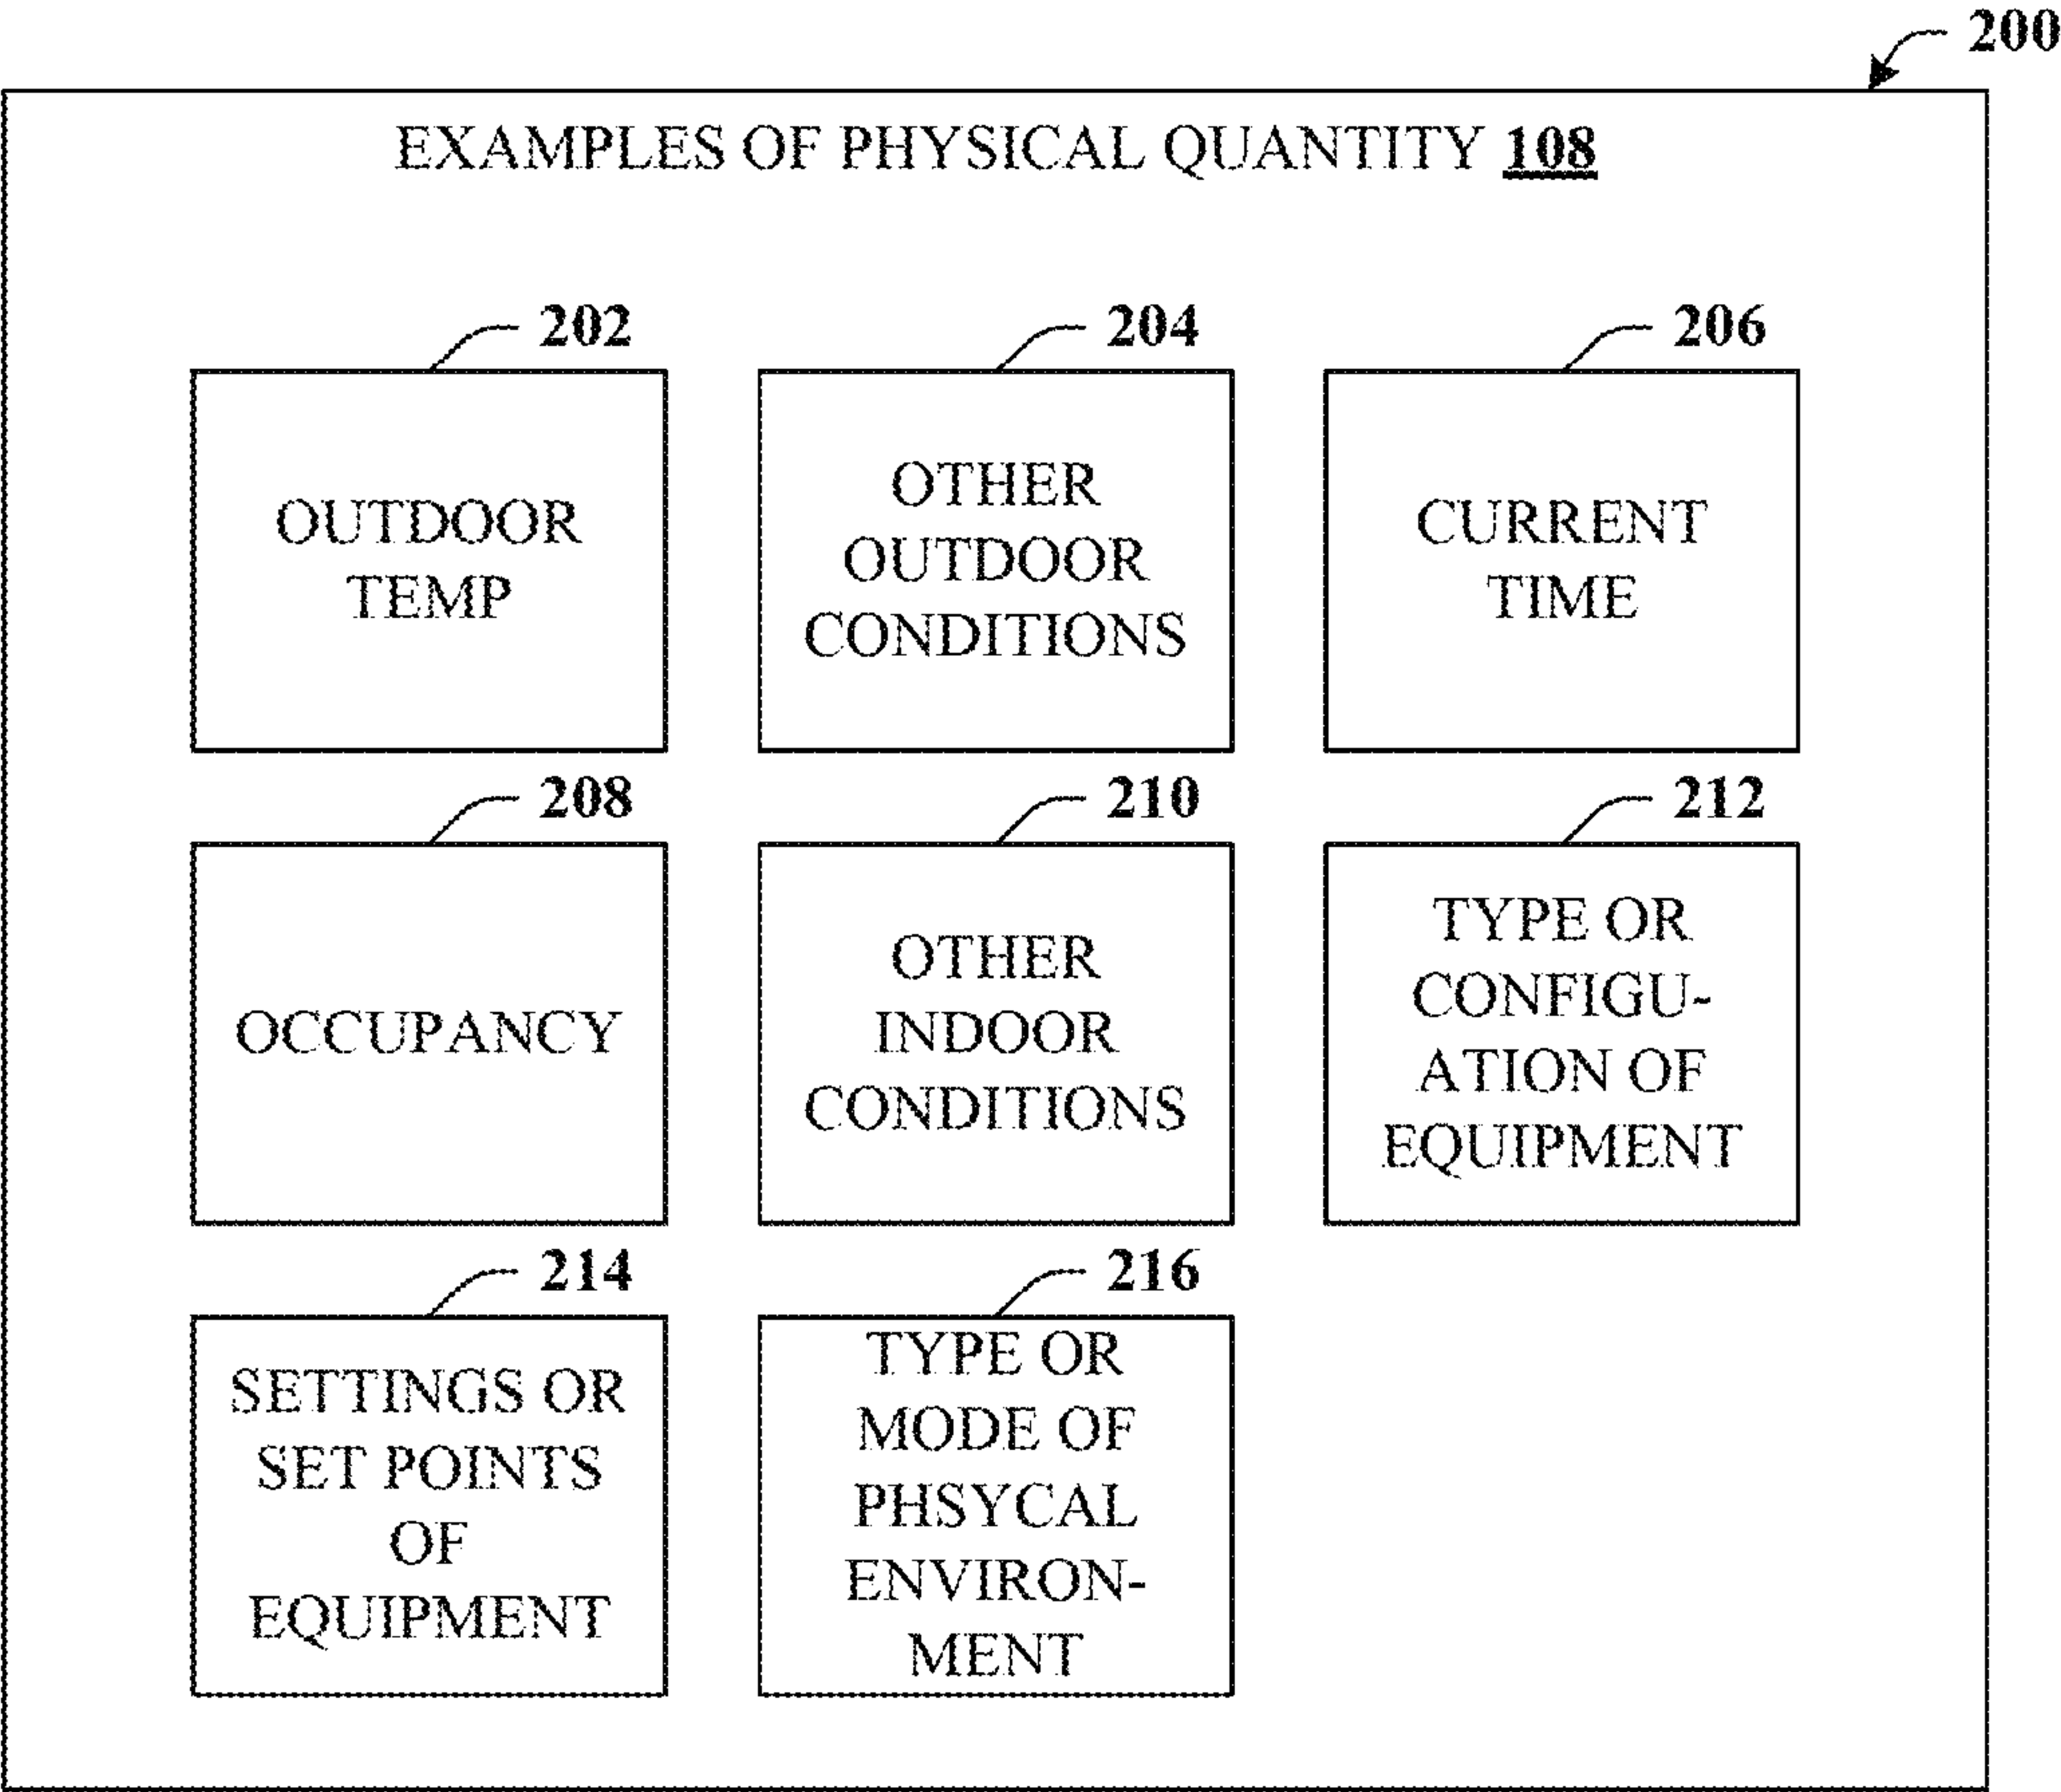 200
EXAMPLES OF PHYSICAL QUANTITY 108
202
OUTDOOR
TEMP
204
OTHER
OUTDOOR
CONDITIONS
206
CURRENT
TIME
208
OCCUPANCY
210
OTHER
INDOOR
CONDITIONS
212
TYPE OR
CONFIGU-
ATION OF
EQUIPMENT
214
SETTINGS OR
SET POINTS
OF
EQUIPMENT
216
TYPE OR
MODE OF
PHSYCAL
ENVIRON-
MENT